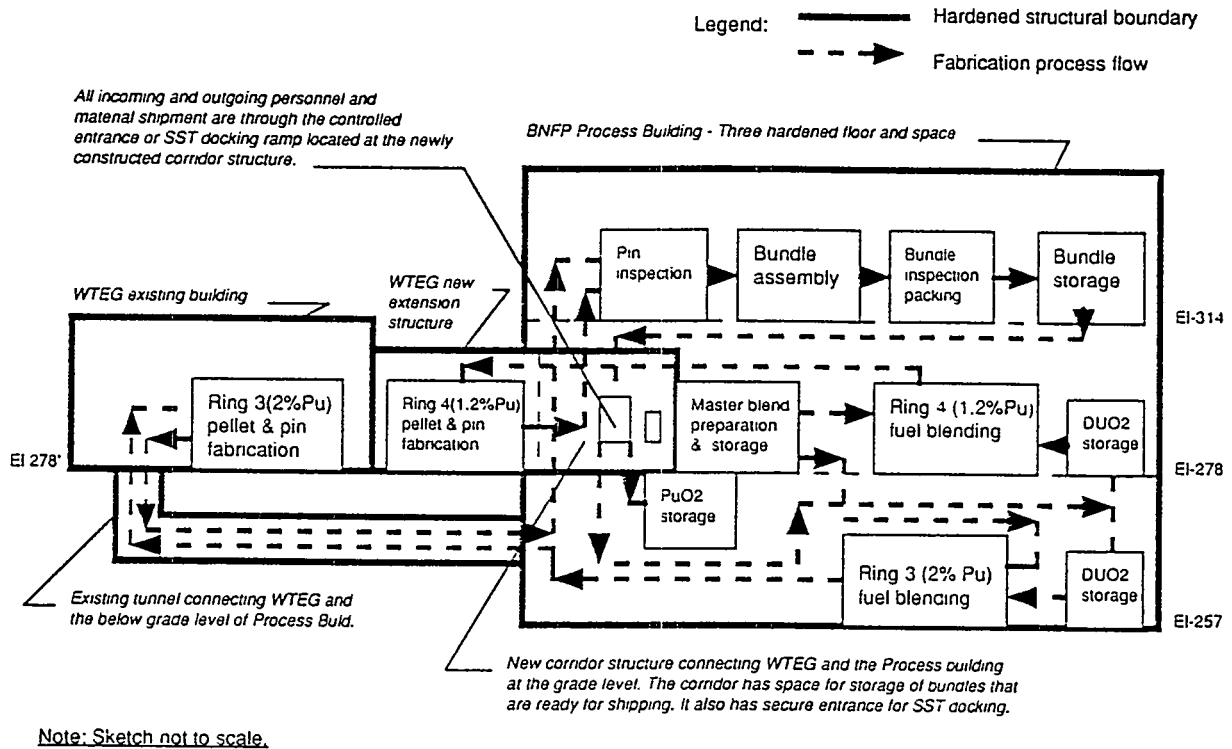 Legend:
Hardened structural boundary
Fabrication process flow
All incoming and outgoing personnel and
material shipment are through the controlled
entrance or SST docking ramp located at the newly
constructed corridor structure.
BNFP Process Building - Three hardened floor and space
WTEG existing building
WTEG new
extension
structure
Pin
inspection
Bundle
assembly
Bundle
inspection
packing
Bundle
storage
El-314
Ring 3(2%Pu)
pellet & pin
fabrication
Ring 4(1.2%Pu)
pellet & pin
fabrication
Master blend
preparation
& storage
Ring 4 (1.2%Pu)
fuel blending
DUO2
storage
El 278'
El-278
PuO2
storage
Ring 3 (2% Pu)
fuel blending
DUO2
storage
El-257
Existing tunnel connecting WTEG and
the below grade level of Process Buld.
New corridor structure connecting WTEG and the Process building
at the grade level. The corridor has space for storage of bundles that
are ready for shipping. It also has secure entrance for SST docking.
Note: Sketch not to scale.